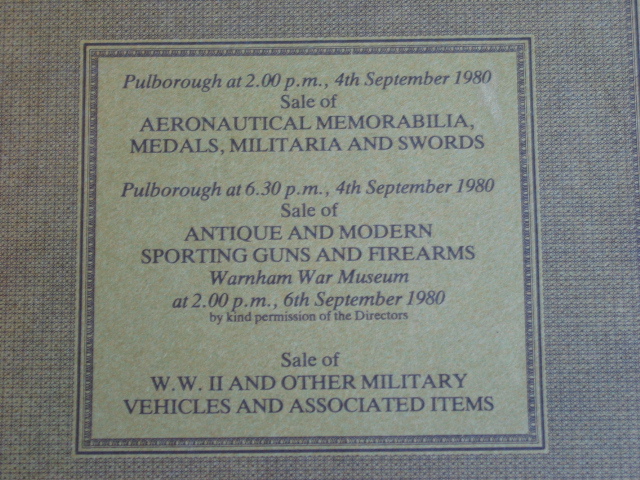 Pulborough at 2.00 p.m., 4th September 1980
Sale of
AERONAUTICAL MEMORABILIA,
MEDALS, MILITARIA AND SWORDS
Pulborough at 6.30 p.m., 4th September 1980
Sale of
ANTIQUE AND MODERN
SPORTING GUNS AND FIREARMS
Warnham War Museum
at 2.00 p.m., 6th September 1980
by kind permission of the Directors
Sale of
W.W. II AND OTHER MILITARY
VEHICLES AND ASSOCIATED ITEMS